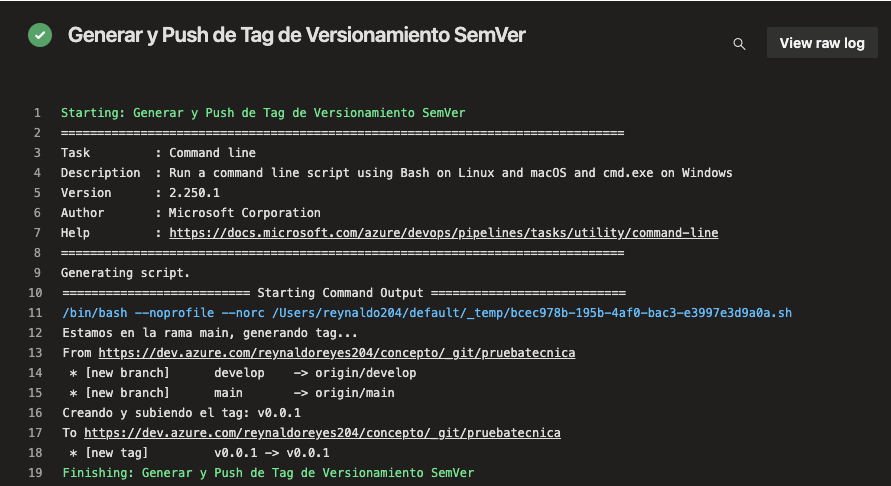 Generar y Push de Tag de Versionamiento SemVer
View raw log
1 Starting: Generar y Push de Tag de Versionamiento SemVer
2 ==============================================================================
3 Task         : Command line
4 Description  : Run a command line script using Bash on Linux and macOS and cmd.exe on Windows
5 Version      : 2.250.1
6 Author       : Microsoft Corporation
7 Help         : https://docs.microsoft.com/azure/devops/pipelines/tasks/utility/command-line
8 ==============================================================================
9 Generating script.
10 ========================== Starting Command Output ===========================
11 /bin/bash --noprofile --norc /Users/reynaldo204/default/_temp/bcec978b-195b-4af0-bac3-e3997e3d9a0a.sh
12 Estamos en la rama main, generando tag...
13 From https://dev.azure.com/reynaldoreyes204/concepto/_git/pruebatecnica
14  * [new branch]      develop    -> origin/develop
15  * [new branch]      main       -> origin/main
16 Creando y subiendo el tag: v0.0.1
17 To https://dev.azure.com/reynaldoreyes204/concepto/_git/pruebatecnica
18  * [new tag]         v0.0.1 -> v0.0.1
19 Finishing: Generar y Push de Tag de Versionamiento SemVer